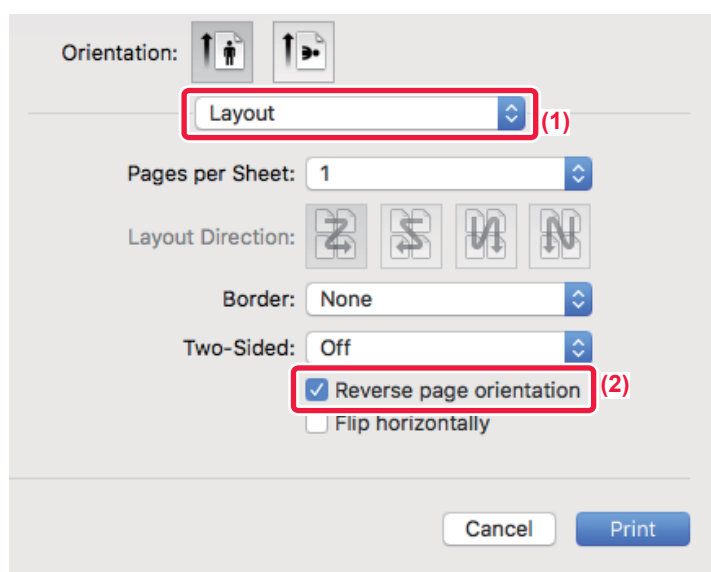 Orientation:
Layout
(1)
Pages per Sheet: 1
Layout Direction:
Border: None
Two-Sided: Off
Reverse page orientation
(2)
Flip horizontally
Cancel Print